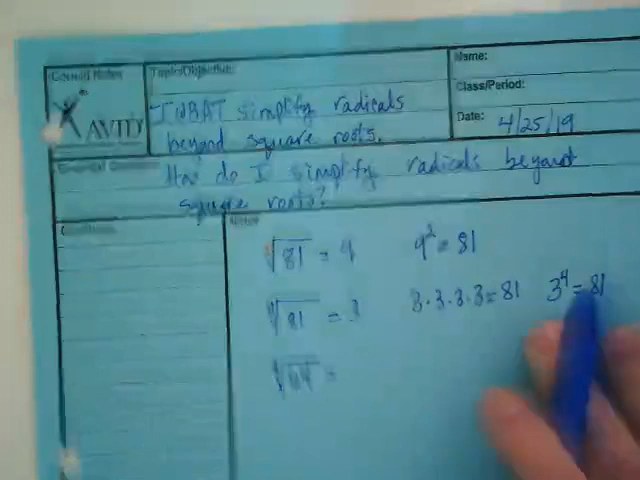 Cornell Notes
Topic/Objective:
Name:
Class/Period:
Date: 4/25/19
AVID
IWBAT simplify radicals
beyond square roots.
Essential Question:
How do I simplify radicals beyond
square roots?
Questions:
Notes
√81 = 9 9² = 81
∜81 = 3 3·3·3·3=81 3⁴=81
√64 =